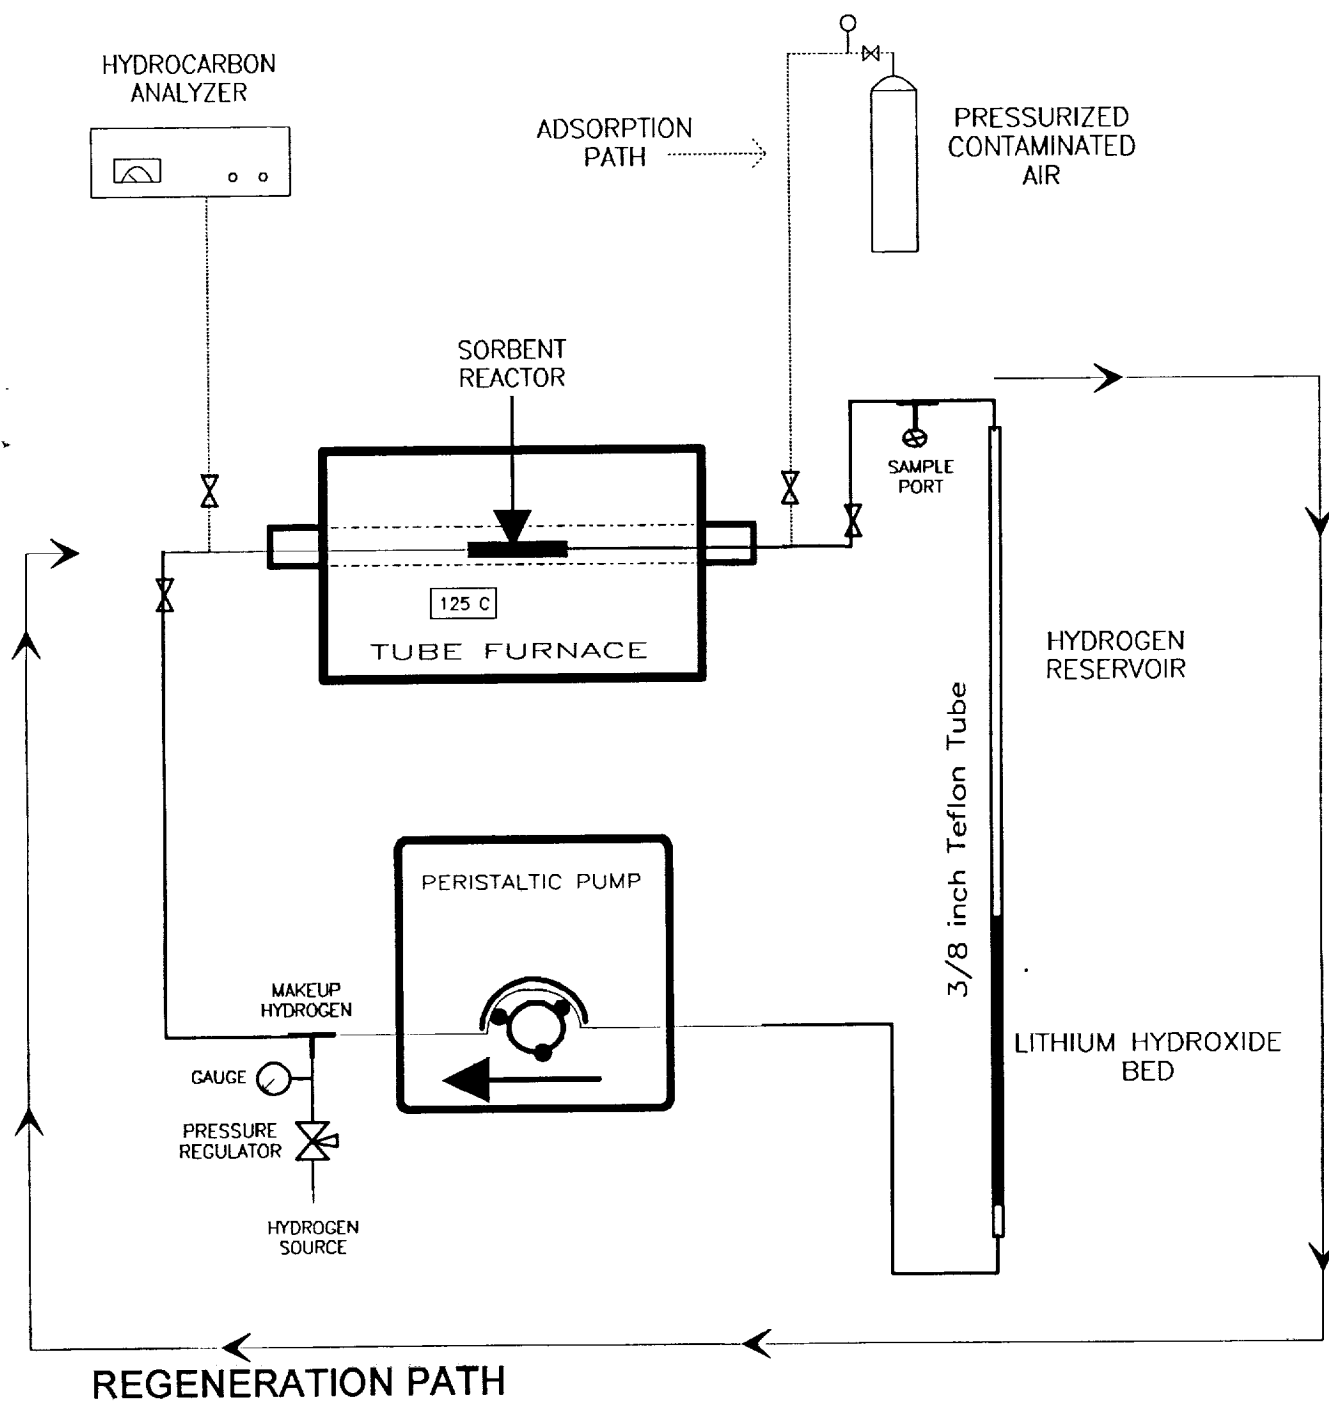 HYDROCARBON
ANALYZER
ADSORPTION
PATH
PRESSURIZED
CONTAMINATED
AIR
SORBENT
REACTOR
SAMPLE
PORT
125 C
TUBE FURNACE
HYDROGEN
RESERVOIR
3/8 inch Teflon Tube
PERISTALTIC PUMP
MAKEUP
HYDROGEN
GAUGE
LITHIUM HYDROXIDE
BED
PRESSURE
REGULATOR
HYDROGEN
SOURCE
REGENERATION PATH